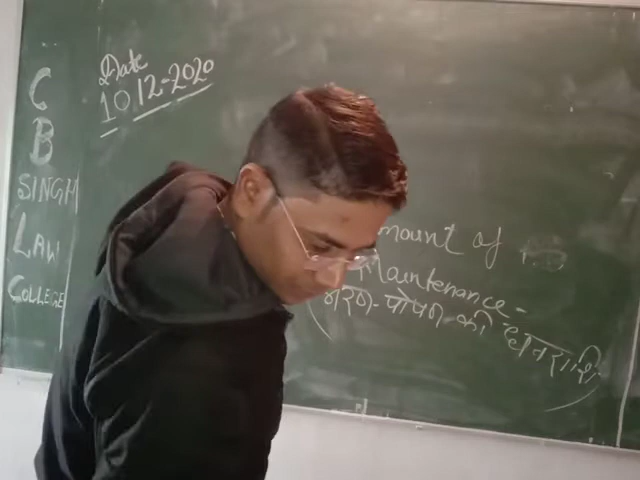 C
B
SINGH
LAW
COLLEGE
Date
10-12-2020
mount of
Maintenance-
भरण-पोषण की धनराशि